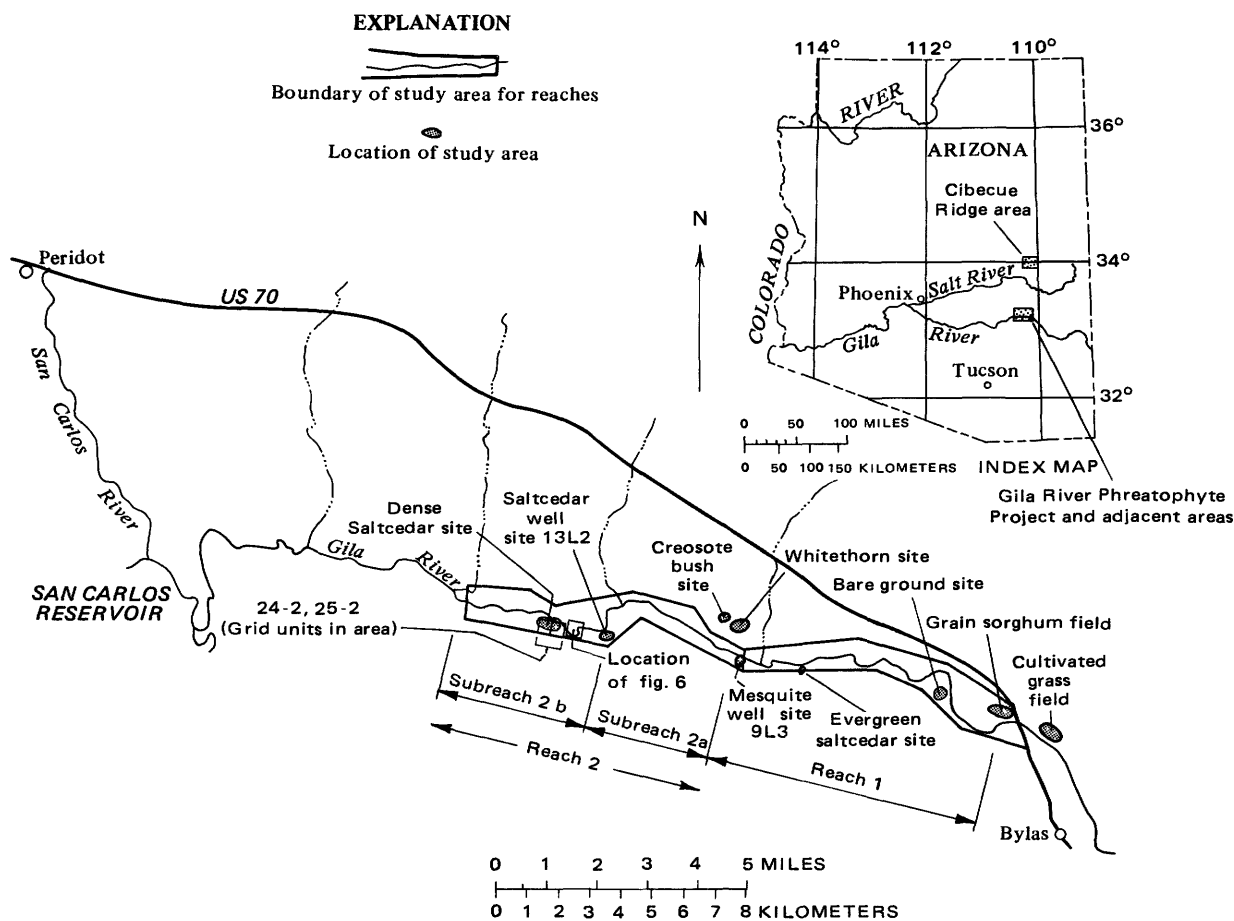 EXPLANATION
Boundary of study area for reaches
Location of study area
114°
112°
110°
RIVER
36°
ARIZONA
Cibecue
Ridge area
COLORADO
34°
Phoenix
Salt River
Gila
River
Tucson
32°
0 50 100 MILES
0 50 100 150 KILOMETERS
INDEX MAP
Gila River Phreatophyte
Project and adjacent areas
N
Peridot
US 70
San
Carlos
River
SAN CARLOS
RESERVOIR
Gila
River
Dense
Saltcedar site
Saltcedar
well
site 13L2
Creosote
bush
site
Whitethorn site
Bare ground site
Grain sorghum field
Cultivated
grass
field
24-2, 25-2
(Grid units in area)
Location
of fig. 6
Mesquite
well site
9L3
Evergreen
saltcedar site
Subreach 2 b
Subreach 2a
Reach 2
Reach 1
Bylas
0 1 2 3 4 5 MILES
0 1 2 3 4 5 6 7 8 KILOMETERS